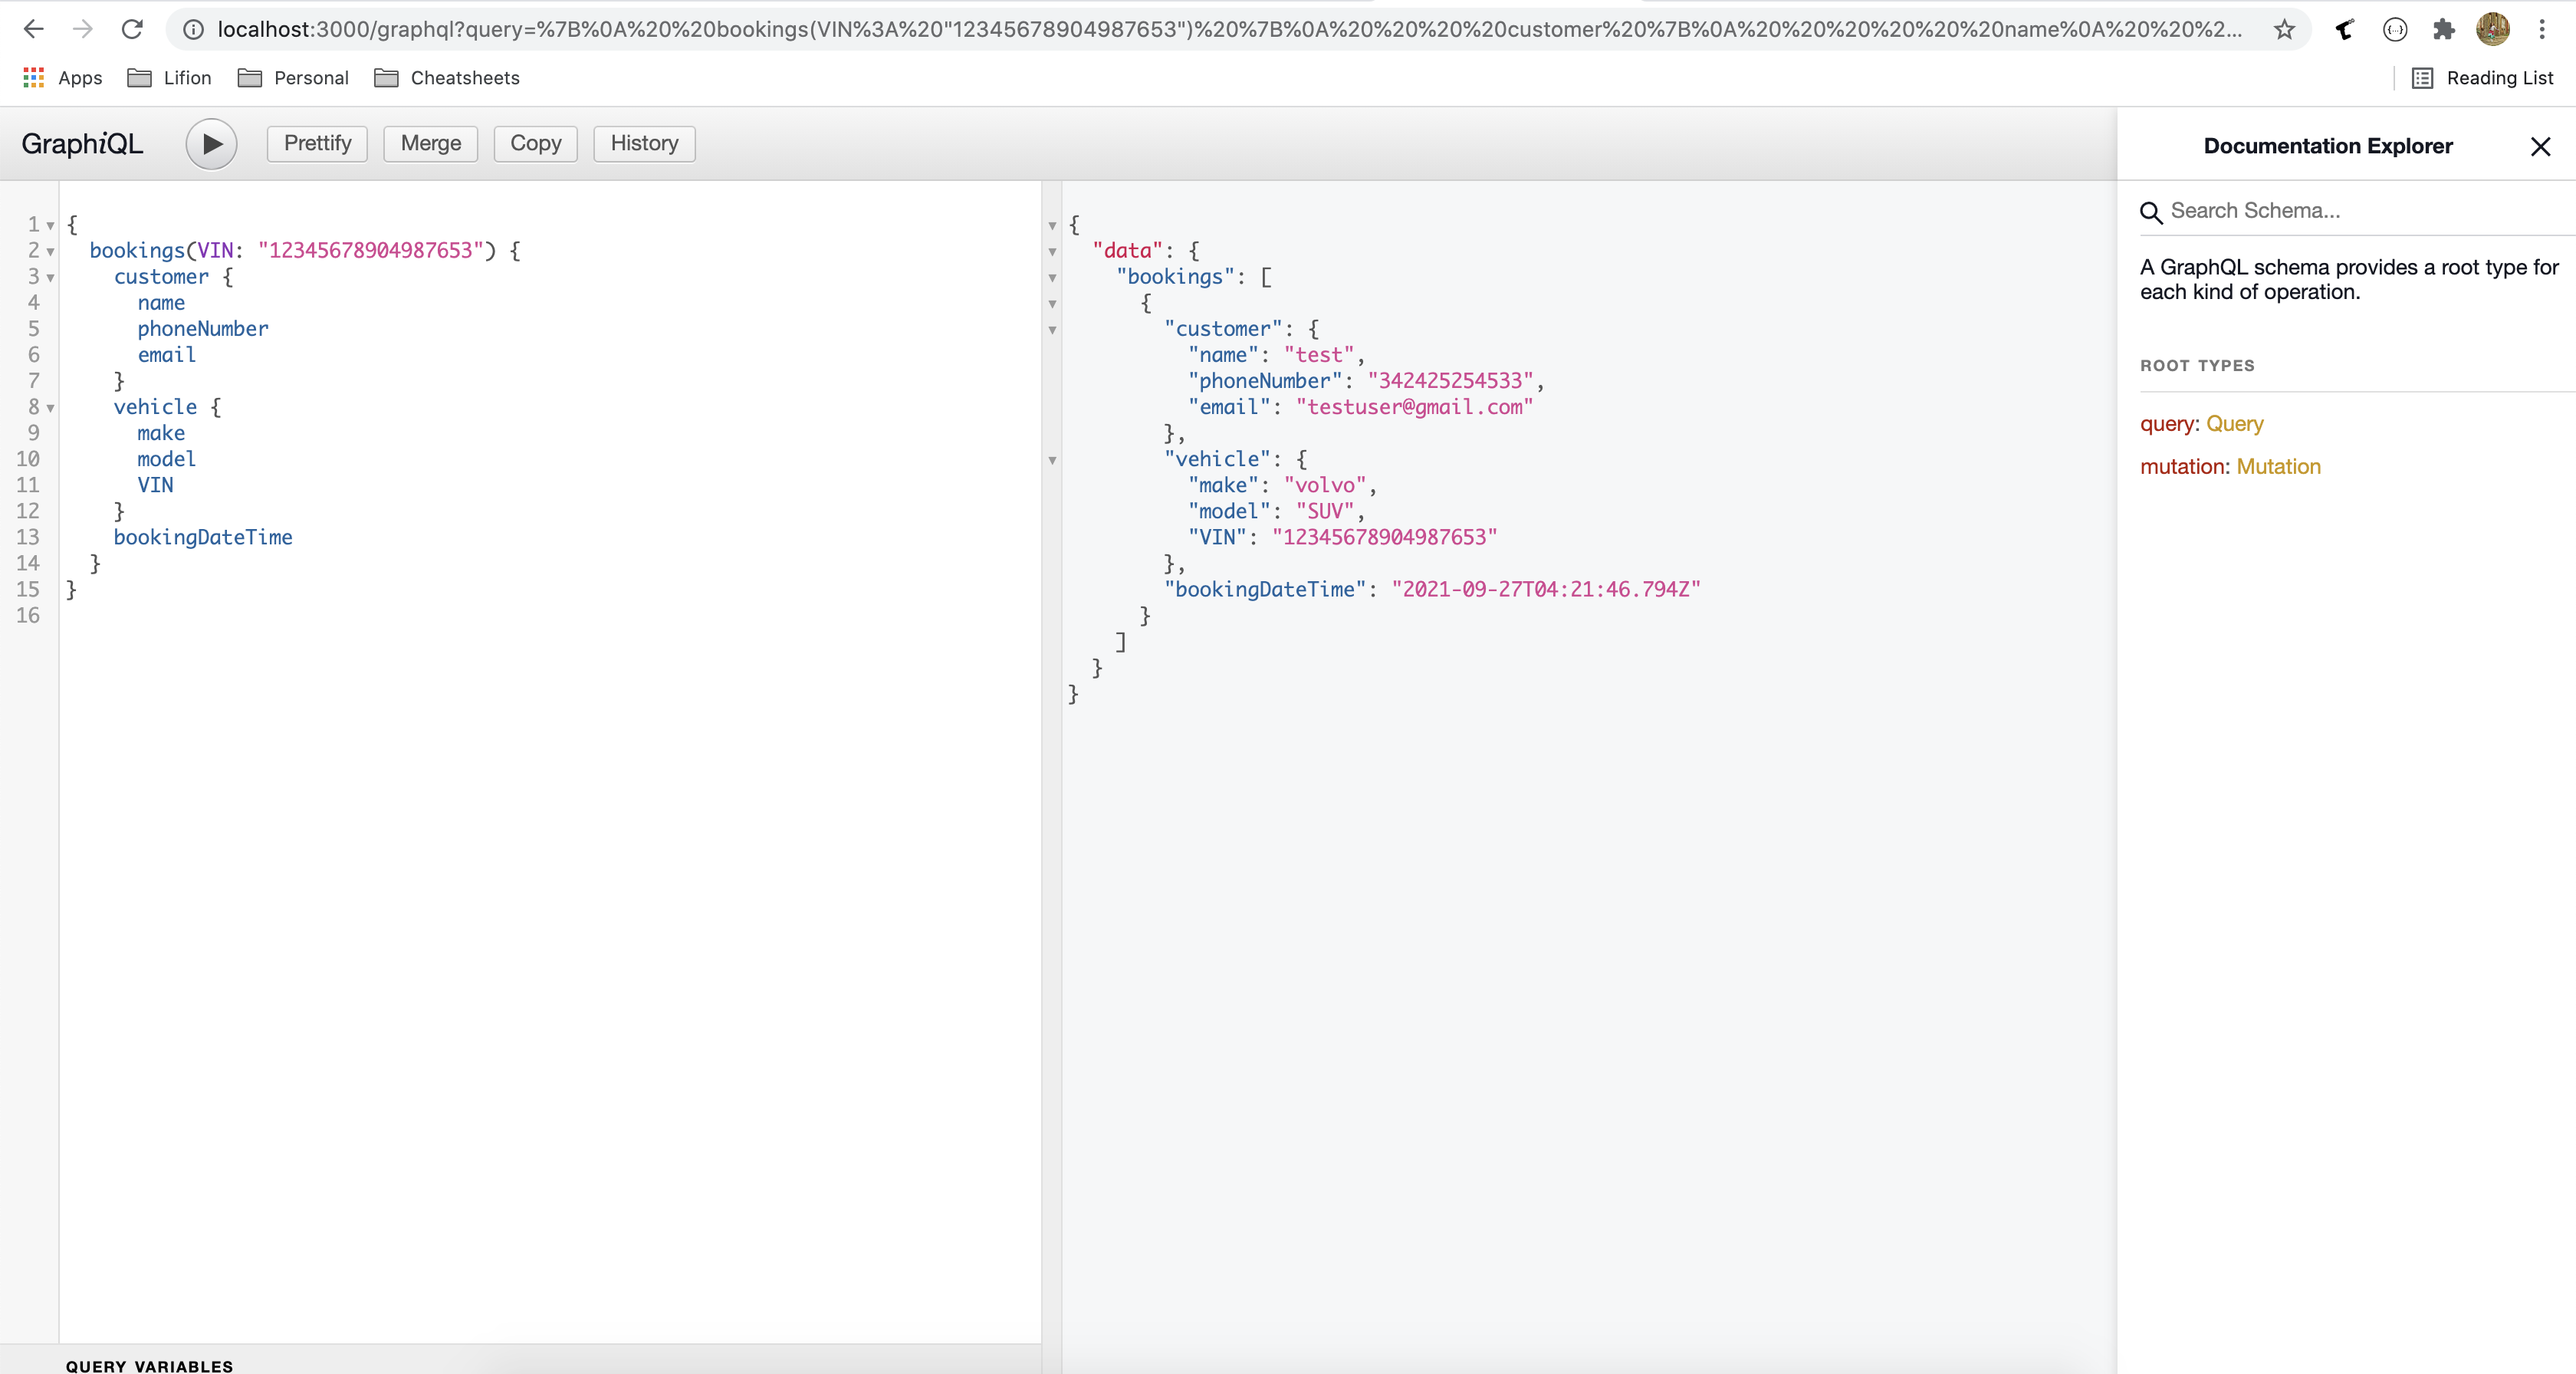 localhost:3000/graphql?query=%7B%0A%20%20bookings(VIN%3A%20"12345678904987653")%20%7B%0A%20%20%20%20customer%20%7B%0A%20%20%20%20%20%20name%0A%20%20%2...
Apps Lifion Personal Cheatsheets Reading List
GraphiQL Prettify Merge Copy History
1 {
2 bookings(VIN: "12345678904987653") {
3 customer {
4 name
5 phoneNumber
6 email
7 }
8 vehicle {
9 make
10 model
11 VIN
12 }
13 bookingDateTime
14 }
15 }
16
QUERY VARIABLES
{
"data": {
"bookings": [
{
"customer": {
"name": "test",
"phoneNumber": "342425254533",
"email": "testuser@gmail.com"
},
"vehicle": {
"make": "volvo",
"model": "SUV",
"VIN": "12345678904987653"
},
"bookingDateTime": "2021-09-27T04:21:46.794Z"
}
]
}
}
Documentation Explorer
Search Schema...
A GraphQL schema provides a root type for
each kind of operation.
ROOT TYPES
query: Query
mutation: Mutation